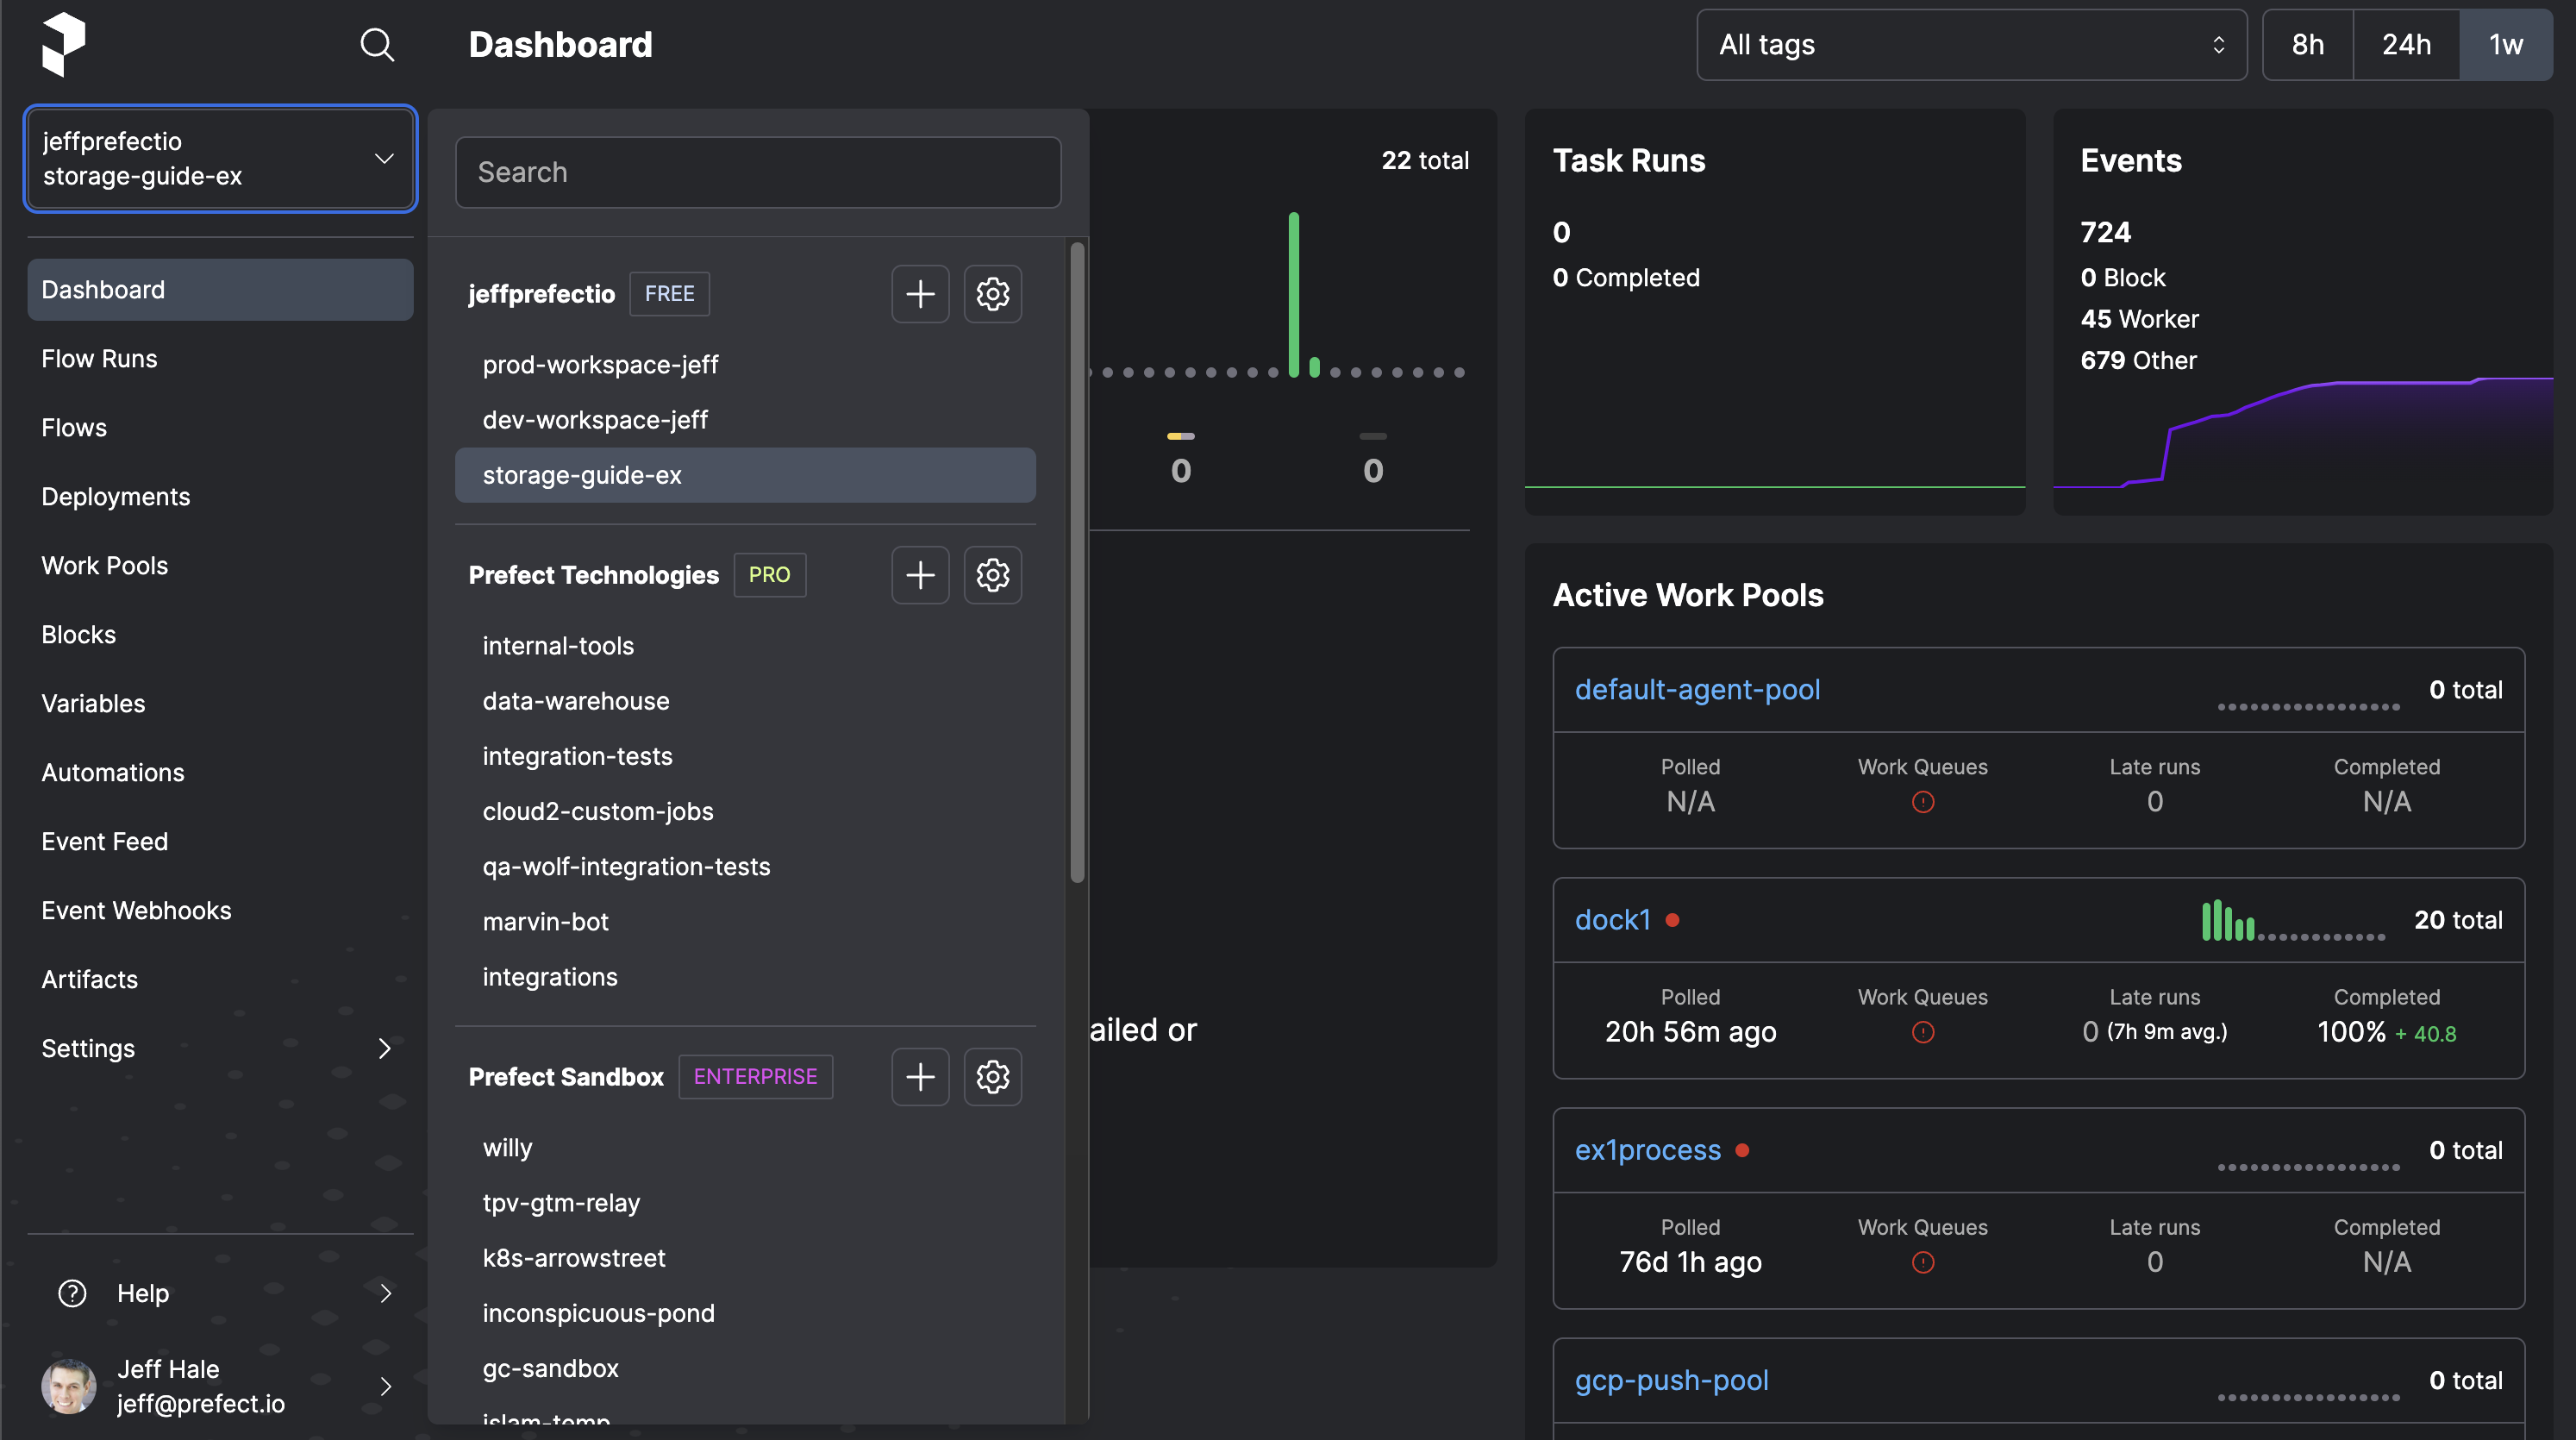 Dashboard
All tags
8h
24h
1w
jeffprefectio
storage-guide-ex
Dashboard
Flow Runs
Flows
Deployments
Work Pools
Blocks
Variables
Automations
Event Feed
Event Webhooks
Artifacts
Settings
Help
Jeff Hale
jeff@prefect.io
Search
jeffprefectio FREE
prod-workspace-jeff
dev-workspace-jeff
storage-guide-ex
Prefect Technologies PRO
internal-tools
data-warehouse
integration-tests
cloud2-custom-jobs
qa-wolf-integration-tests
marvin-bot
integrations
Prefect Sandbox ENTERPRISE
willy
tpv-gtm-relay
k8s-arrowstreet
inconspicuous-pond
gc-sandbox
islam-temp
22 total
0 0
ailed or
Task Runs
0
0 Completed
Events
724
0 Block
45 Worker
679 Other
Active Work Pools
default-agent-pool 0 total
Polled Work Queues Late runs Completed
N/A 0 N/A
dock1 20 total
Polled Work Queues Late runs Completed
20h 56m ago 0 (7h 9m avg.) 100% + 40.8
ex1process 0 total
Polled Work Queues Late runs Completed
76d 1h ago 0 N/A
gcp-push-pool 0 total